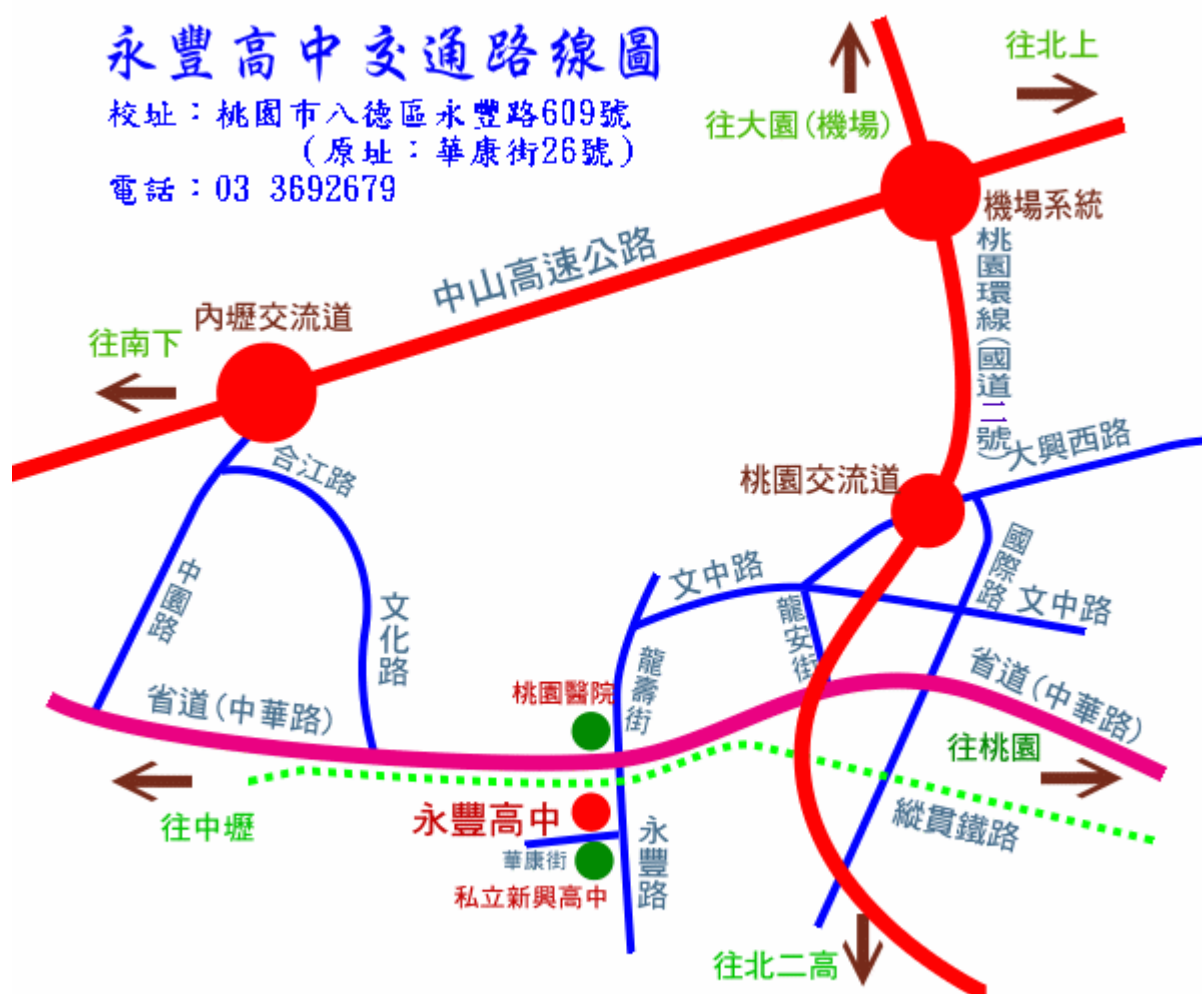 永豐高中交通路線圖
校址：桃園市八德區永豐路609號
（原址：華康街26號）
電話：03 3692679
往北上
往大園(機場)
機場系統
中山高速公路
桃園環線(國道二號)
內壢交流道
往南下
大興西路
合江路
桃園交流道
國際路
文中路
文中路
中園路
文化路
龍安街
龍壽街
省道(中華路)
省道(中華路)
桃園醫院
往桃園
往中壢
永豐高中
縱貫鐵路
華康街
永豐路
私立新興高中
往北二高